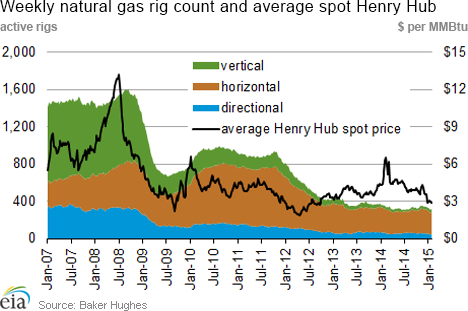 Weekly natural gas rig count and average spot Henry Hub
active rigs
$ per MMBtu
2,000
1,600
1,200
800
400
0
$15
$12
$9
$6
$3
$0
vertical
horizontal
directional
average Henry Hub spot price
Jan-07
Jul-07
Jan-08
Jul-08
Jan-09
Jul-09
Jan-10
Jul-10
Jan-11
Jul-11
Jan-12
Jul-12
Jan-13
Jul-13
Jan-14
Jul-14
Jan-15
eia
Source: Baker Hughes